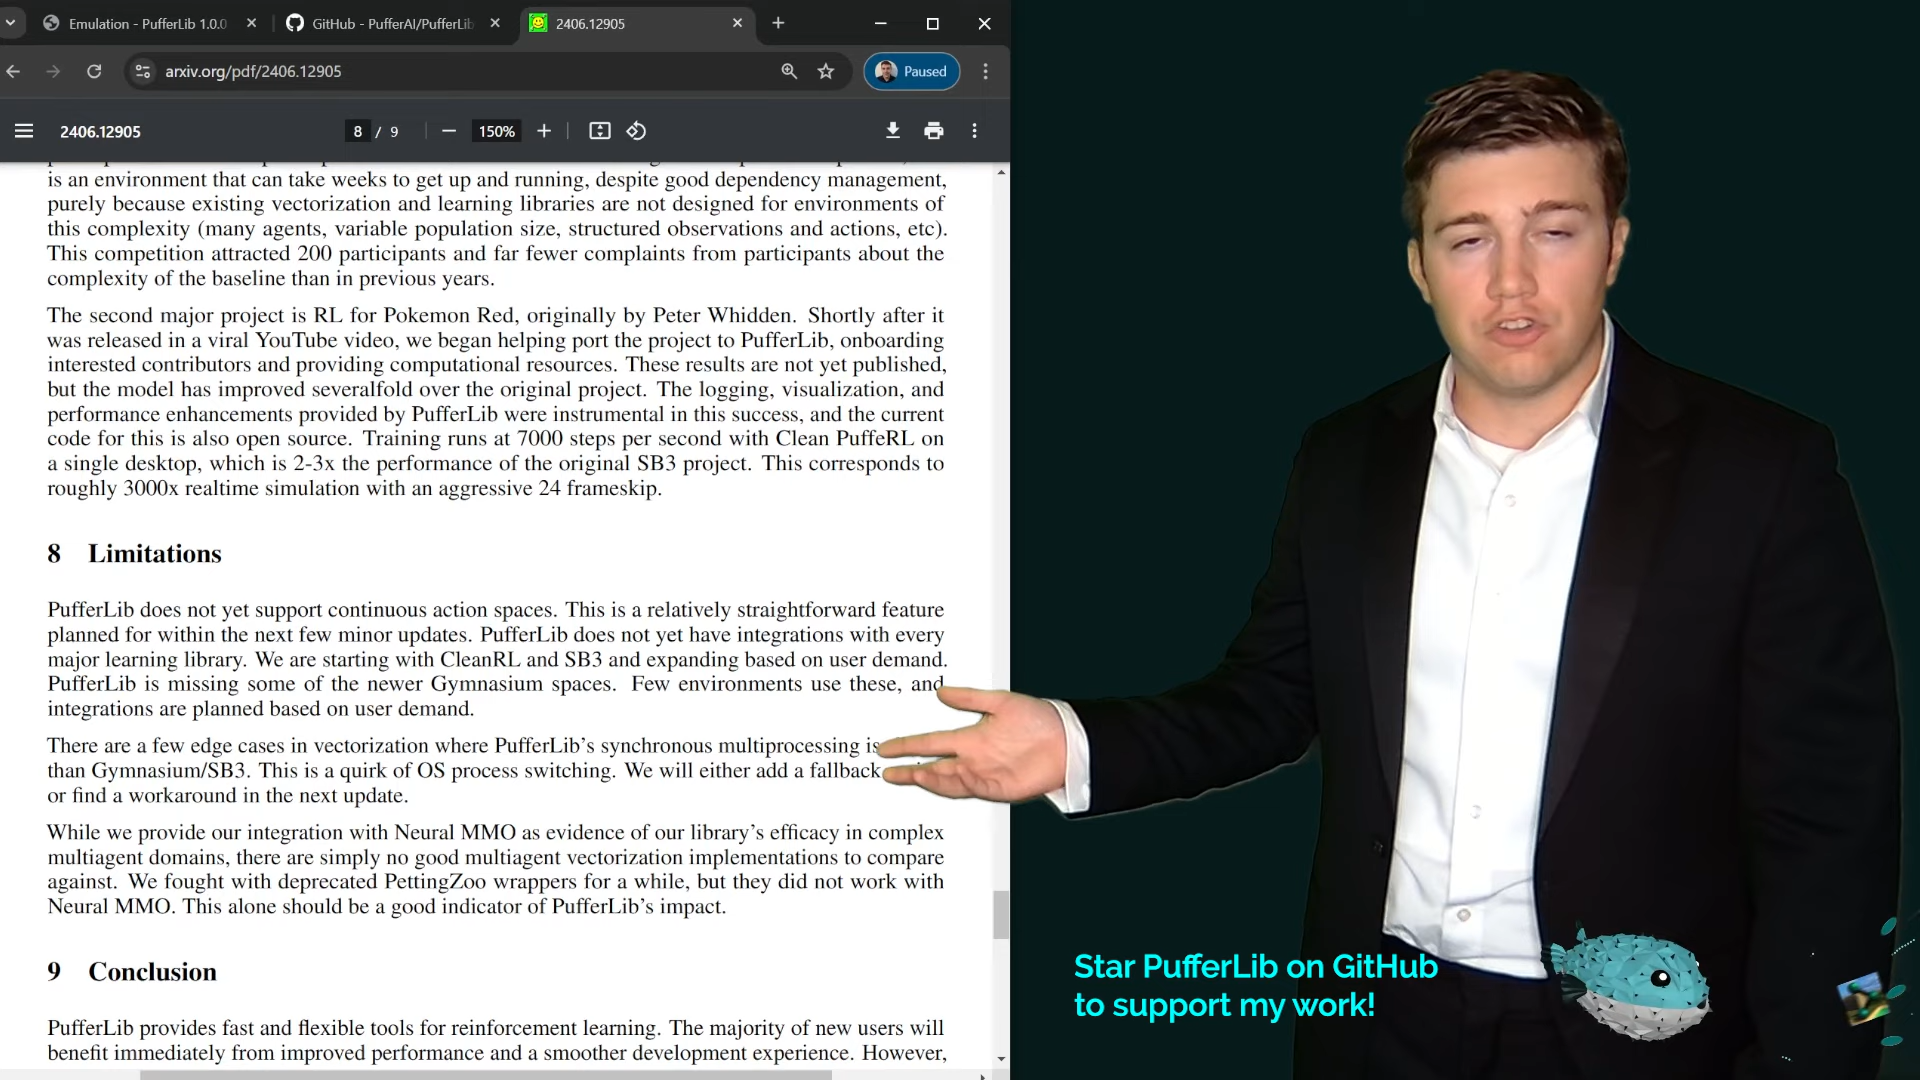 Emulation - PufferLib 1.0.0
GitHub - PufferAI/PufferLib
2406.12905
arxiv.org/pdf/2406.12905
Paused
2406.12905
8 / 9
150%
is an environment that can take weeks to get up and running, despite good dependency management,
purely because existing vectorization and learning libraries are not designed for environments of
this complexity (many agents, variable population size, structured observations and actions, etc).
This competition attracted 200 participants and far fewer complaints from participants about the
complexity of the baseline than in previous years.
The second major project is RL for Pokemon Red, originally by Peter Whidden. Shortly after it
was released in a viral YouTube video, we began helping port the project to PufferLib, onboarding
interested contributors and providing computational resources. These results are not yet published,
but the model has improved severalfold over the original project. The logging, visualization, and
performance enhancements provided by PufferLib were instrumental in this success, and the current
code for this is also open source. Training runs at 7000 steps per second with Clean PuffeRL on
a single desktop, which is 2-3x the performance of the original SB3 project. This corresponds to
roughly 3000x realtime simulation with an aggressive 24 frameskip.
8 Limitations
PufferLib does not yet support continuous action spaces. This is a relatively straightforward feature
planned for within the next few minor updates. PufferLib does not yet have integrations with every
major learning library. We are starting with CleanRL and SB3 and expanding based on user demand.
PufferLib is missing some of the newer Gymnasium spaces. Few environments use these, and
integrations are planned based on user demand.
There are a few edge cases in vectorization where PufferLib's synchronous multiprocessing is
than Gymnasium/SB3. This is a quirk of OS process switching. We will either add a fallback
or find a workaround in the next update.
While we provide our integration with Neural MMO as evidence of our library's efficacy in complex
multiagent domains, there are simply no good multiagent vectorization implementations to compare
against. We fought with deprecated PettingZoo wrappers for a while, but they did not work with
Neural MMO. This alone should be a good indicator of PufferLib's impact.
9 Conclusion
PufferLib provides fast and flexible tools for reinforcement learning. The majority of new users will
benefit immediately from improved performance and a smoother development experience. However,
Star PufferLib on GitHub
to support my work!